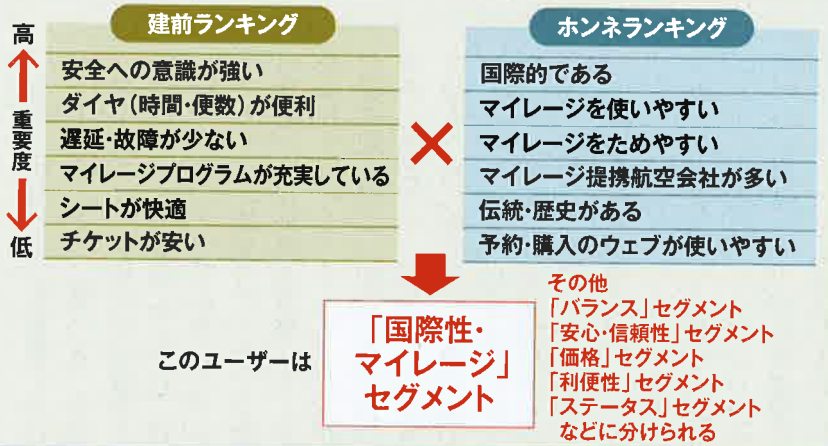 建前ランキング
高
重要度
低
安全への意識が強い
ダイヤ(時間・便数)が便利
遅延・故障が少ない
マイレージプログラムが充実している
シートが快適
チケットが安い
ホンネランキング
国際的である
マイレージを使いやすい
マイレージをためやすい
マイレージ提携航空会社が多い
伝統・歴史がある
予約・購入のウェブが使いやすい
このユーザーは
「国際性・
マイレージ」
セグメント
その他
「バランス」セグメント
「安心・信頼性」セグメント
「価格」セグメント
「利便性」セグメント
「ステータス」セグメント
などに分けられる